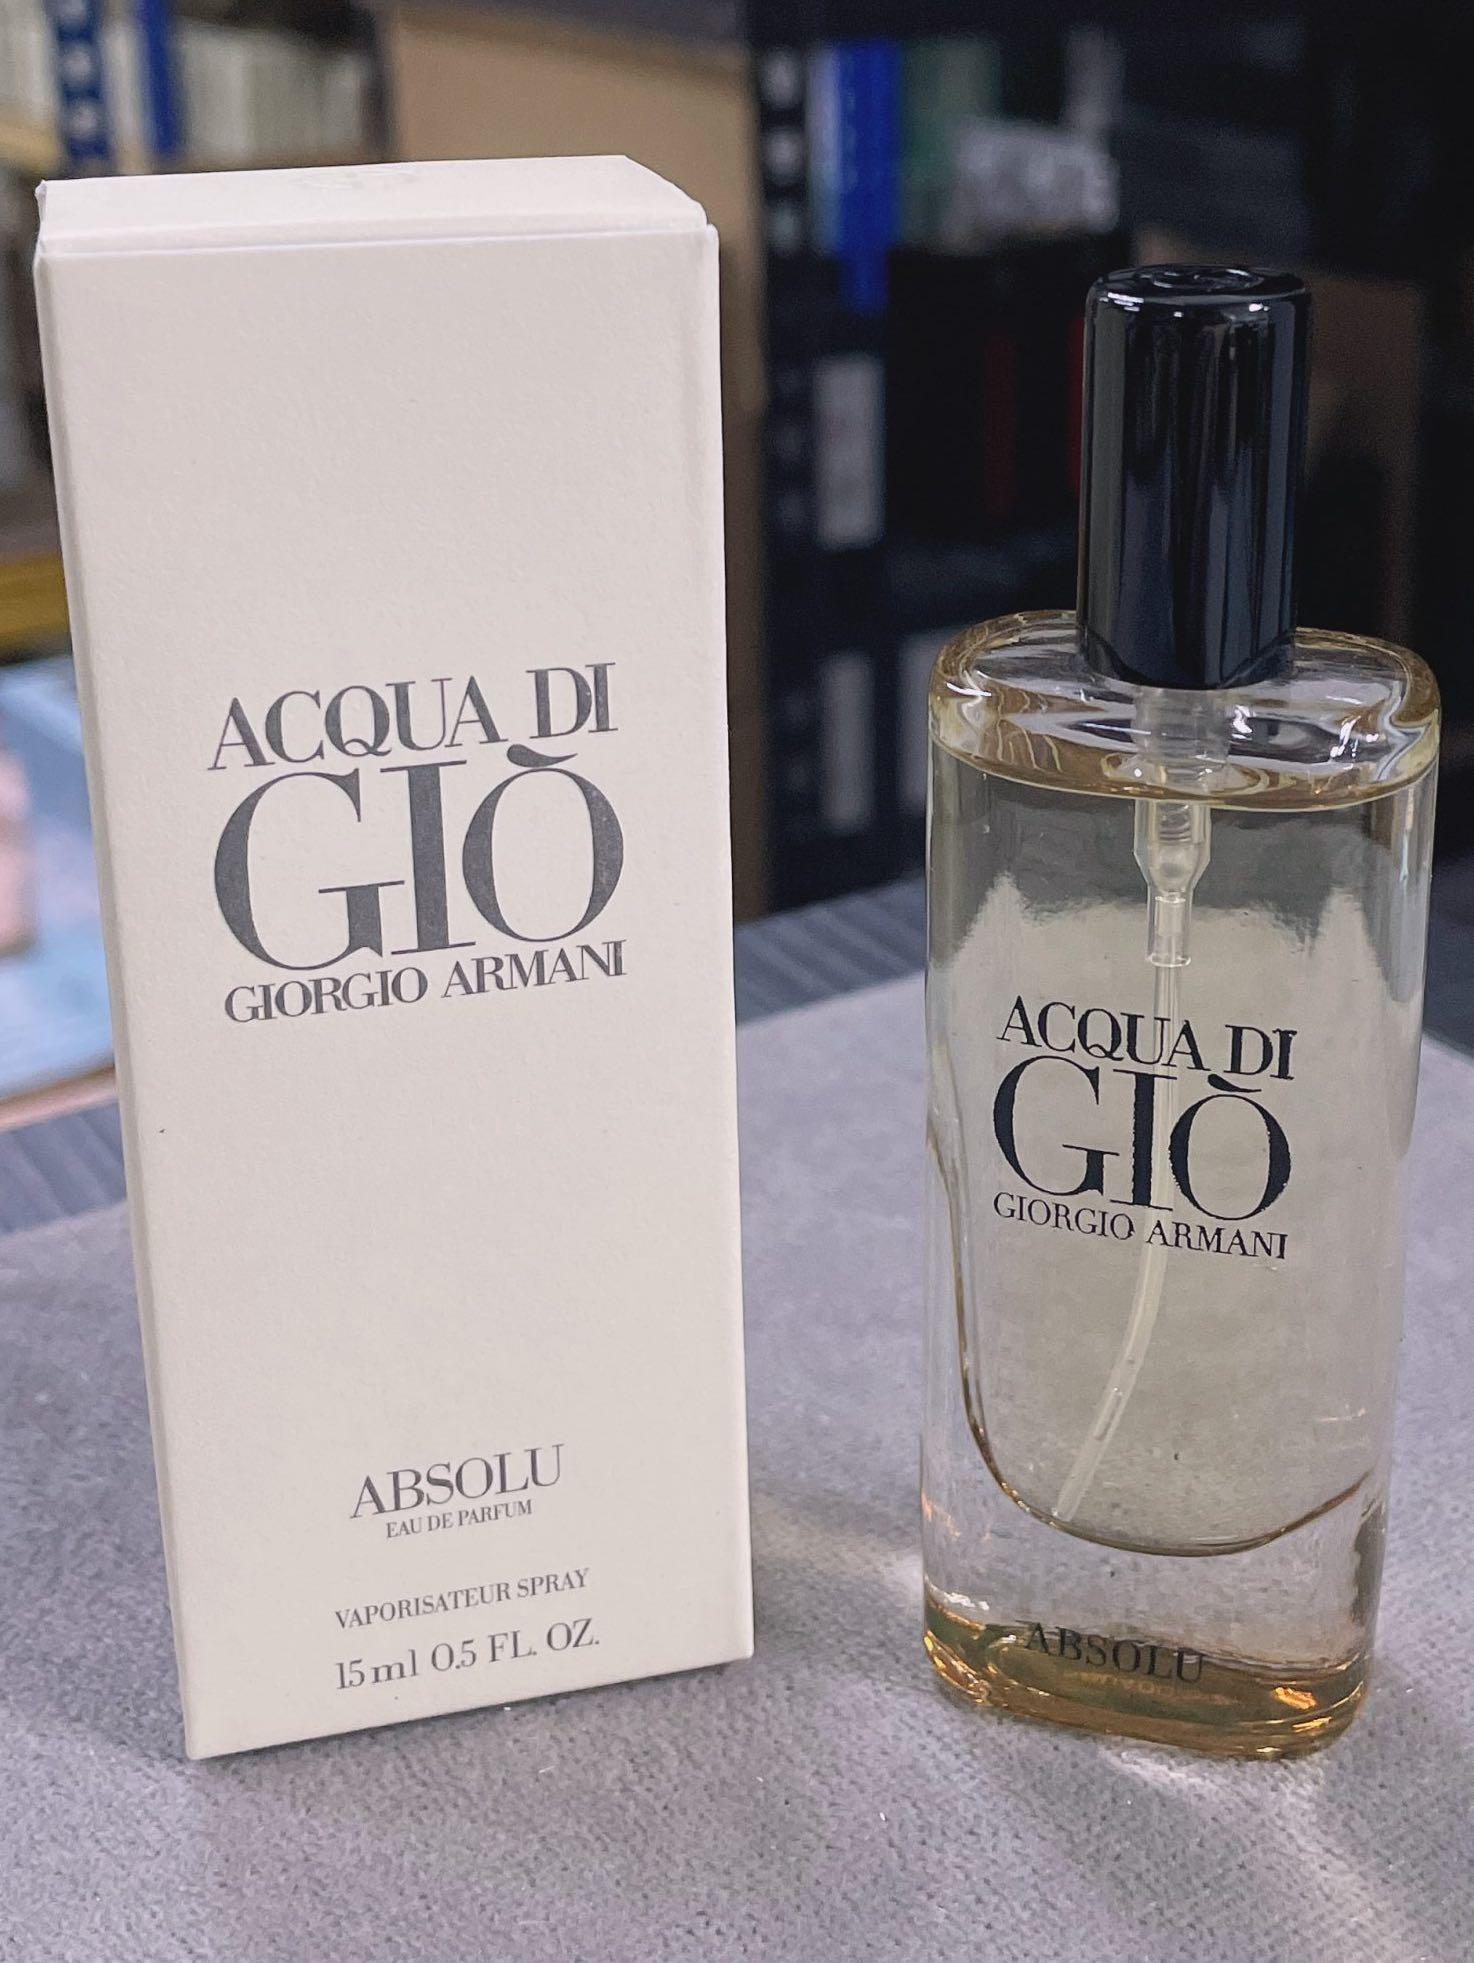 ACQUA DI
GIÒ
GIORGIO ARMANI
ABSOLU
EAU DE PARFUM
VAPORISATEUR SPRAY
15 ml 0.5 FL. OZ.
ACQUA DI
GIÒ
GIORGIO ARMANI
ABSOLU